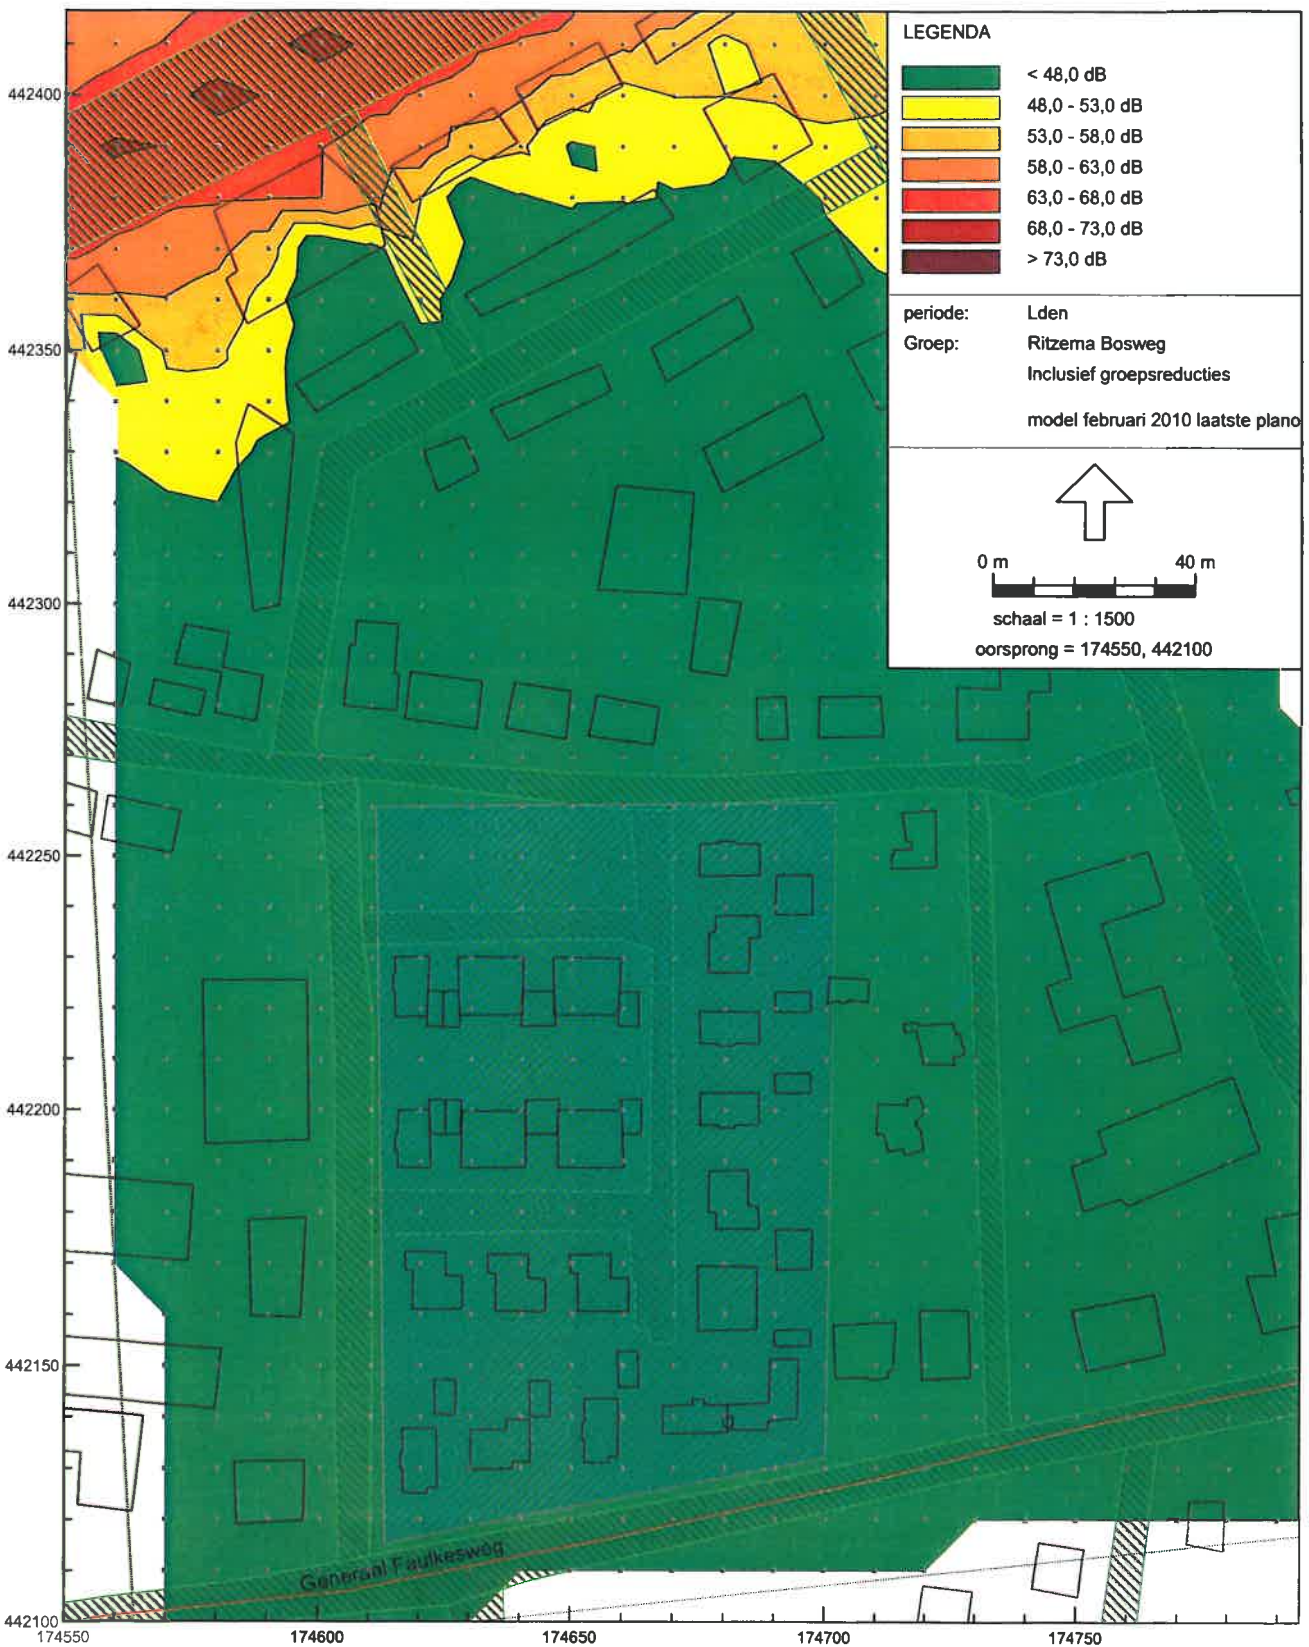 LEGENDA
< 48,0 dB
48,0 - 53,0 dB
53,0 - 58,0 dB
58,0 - 63,0 dB
63,0 - 68,0 dB
68,0 - 73,0 dB
> 73,0 dB
periode: Lden
Groep: Ritzema Bosweg
Inclusief groepsreducties
model februari 2010 laatste plano
0 m 40 m
schaal = 1 : 1500
oorsprong = 174550, 442100
442400
442350
442300
442250
442200
442150
442100
Generaal Faulkesweg
174550 174600 174650 174700 174750